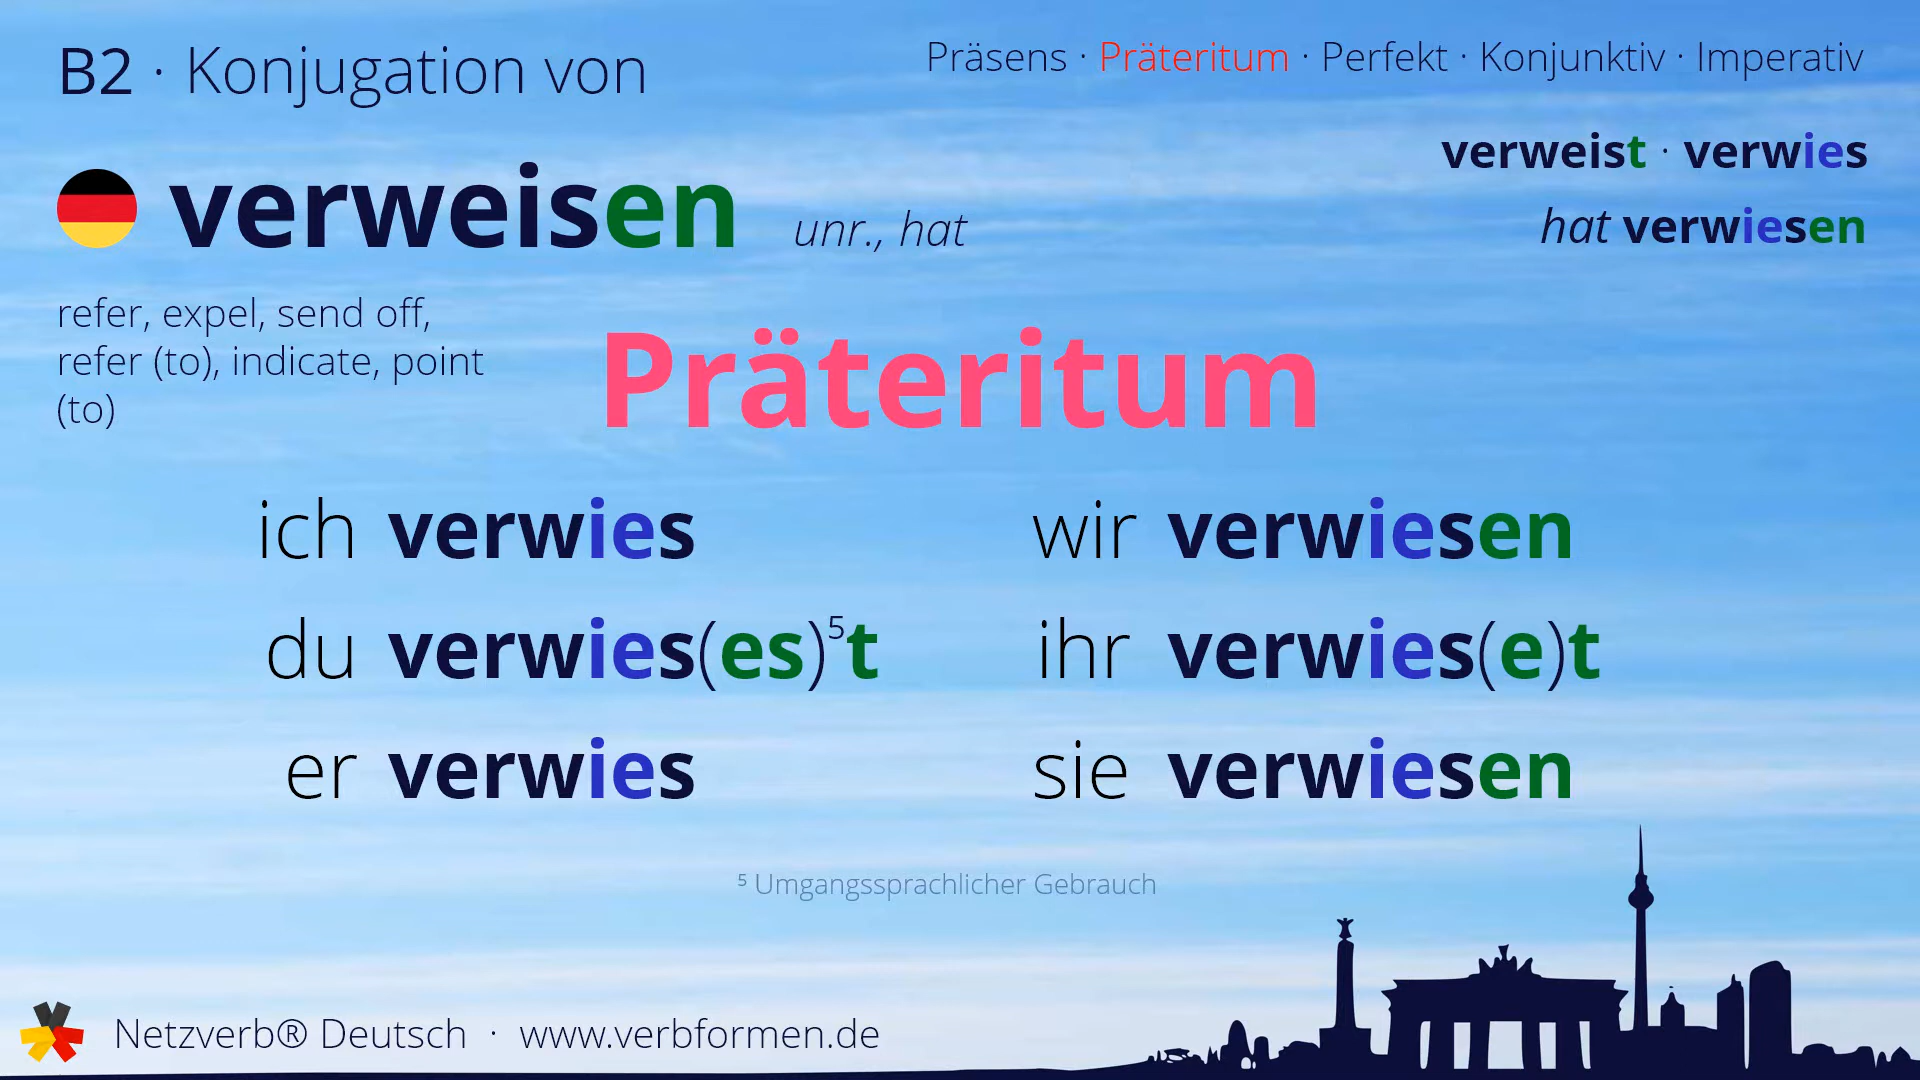 B2 · Konjugation von
Präsens · Präteritum · Perfekt · Konjunktiv · Imperativ
verweisen unr., hat
verweist · verwies
hat verwiesen
refer, expel, send off,
refer (to), indicate, point
(to)
Präteritum
ich verwies
du verwies(es)⁵t
er verwies
wir verwiesen
ihr verwies(e)t
sie verwiesen
⁵ Umgangssprachlicher Gebrauch
Netzverb® Deutsch · www.verbformen.de